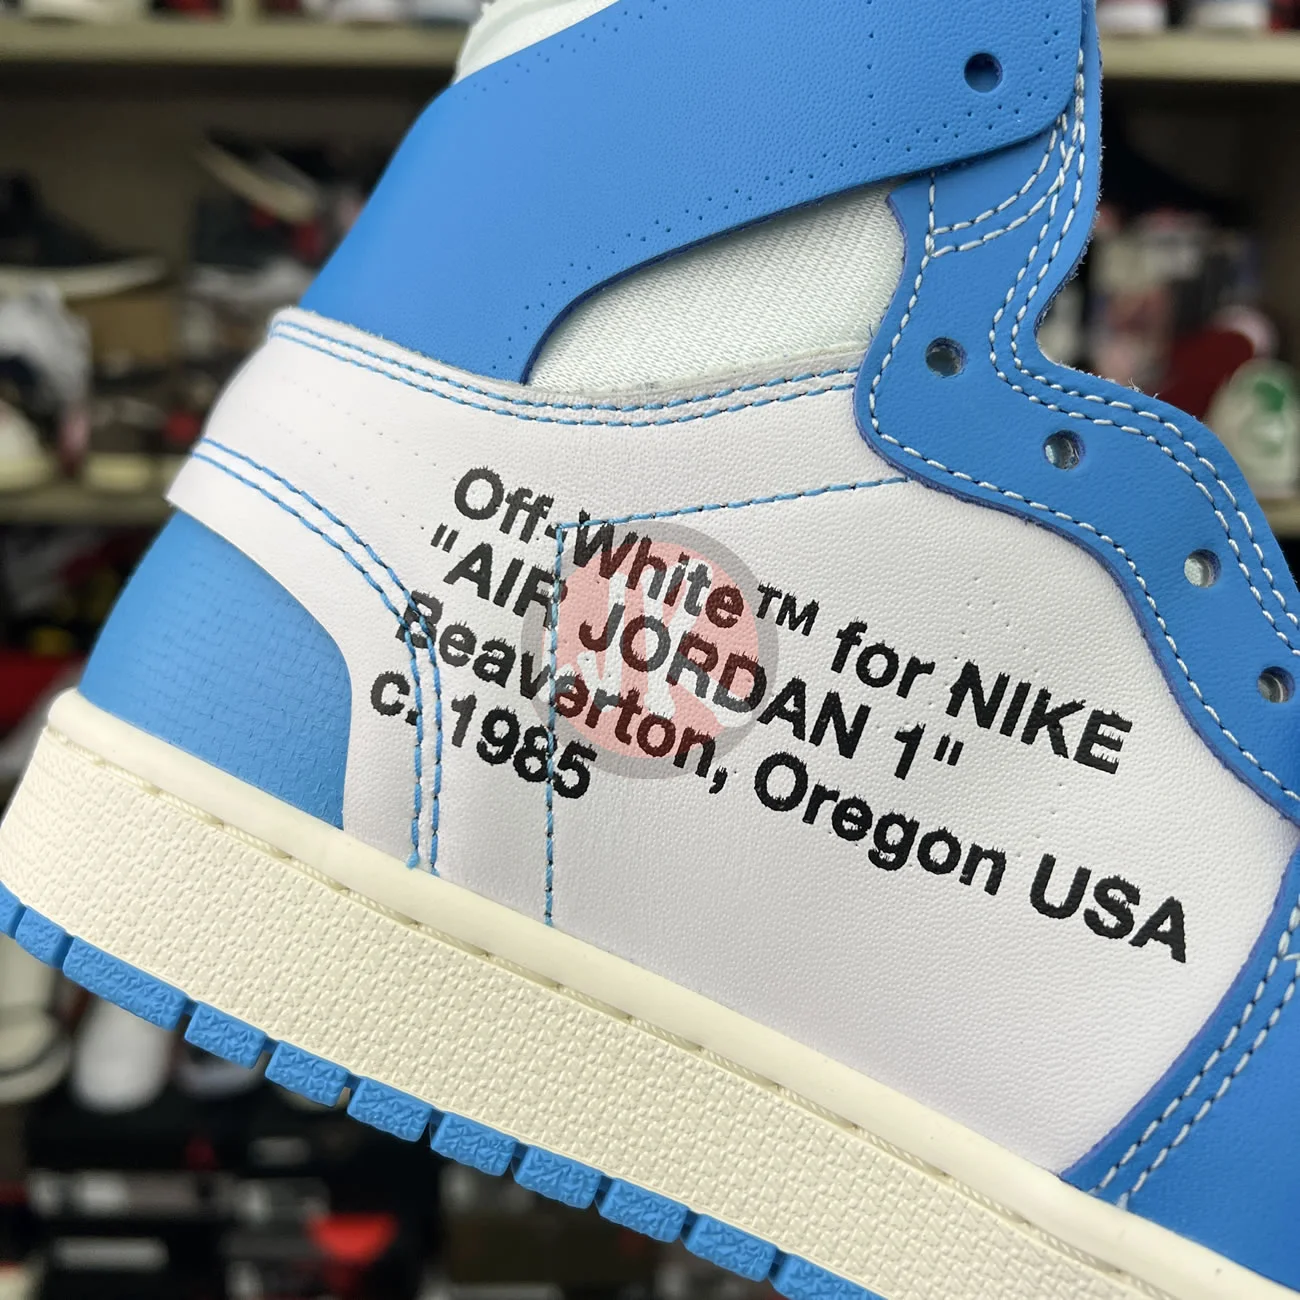 Off-White™ for NIKE
"AIR JORDAN 1"
Beaverton, Oregon USA
c. 1985